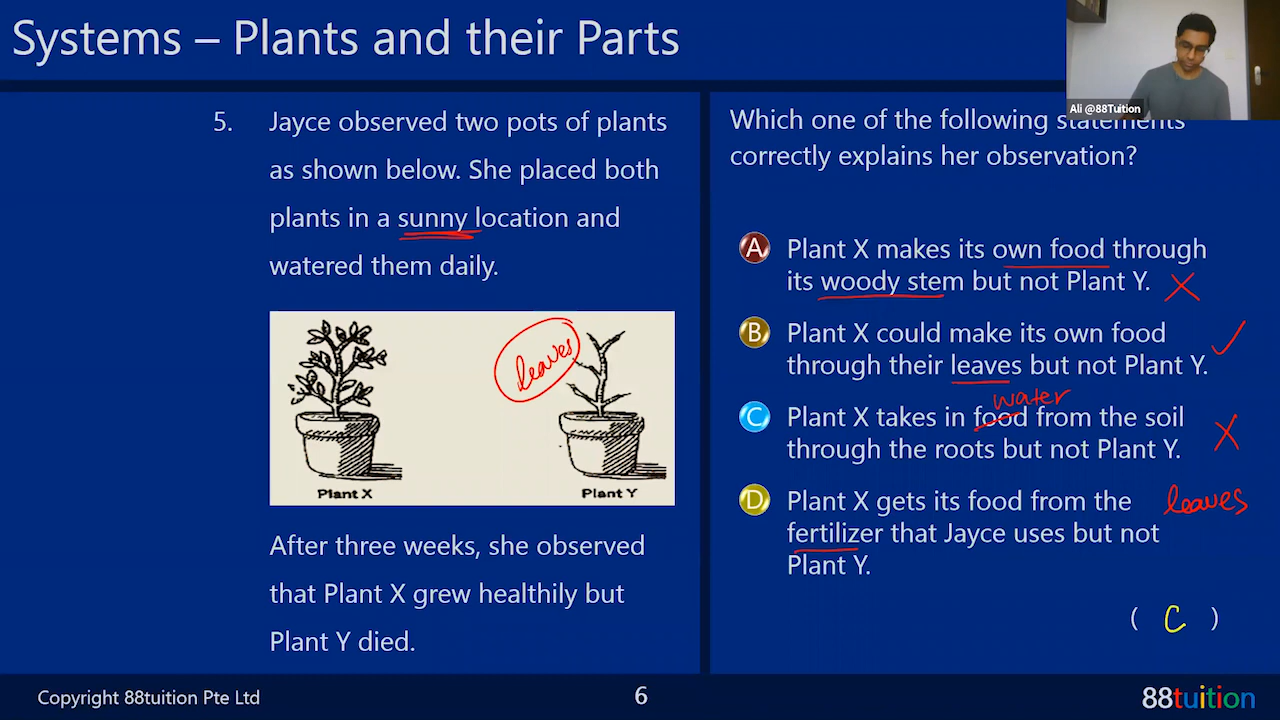 Systems – Plants and their Parts
Ali @88Tuition
5. Jayce observed two pots of plants
as shown below. She placed both
plants in a sunny location and
watered them daily.
leaves
Plant X
Plant Y
After three weeks, she observed
that Plant X grew healthily but
Plant Y died.
Which one of the following statements
correctly explains her observation?
A Plant X makes its own food through
its woody stem but not Plant Y.
B Plant X could make its own food
through their leaves but not Plant Y.
water
C Plant X takes in food from the soil
through the roots but not Plant Y.
D Plant X gets its food from the
leaves
fertilizer that Jayce uses but not
Plant Y.
( C )
Copyright 88tuition Pte Ltd
6
88tuition